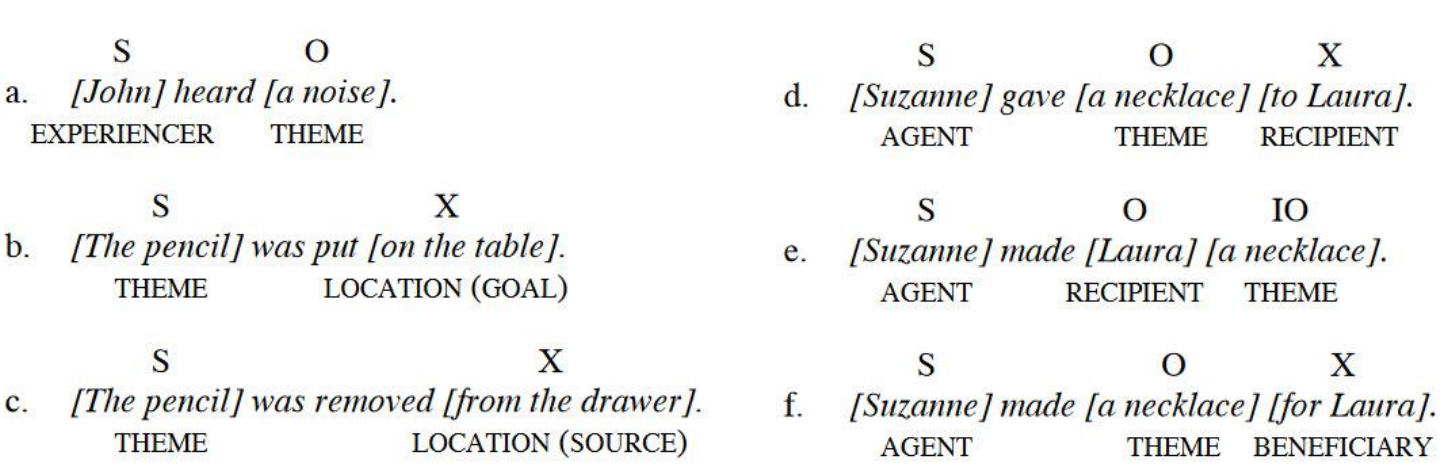 S O
a. [John] heard [a noise].
EXPERIENCER THEME
S X
b. [The pencil] was put [on the table].
THEME LOCATION (GOAL)
S X
c. [The pencil] was removed [from the drawer].
THEME LOCATION (SOURCE)
S O X
d. [Suzanne] gave [a necklace] [to Laura].
AGENT THEME RECIPIENT
S O IO
e. [Suzanne] made [Laura] [a necklace].
AGENT RECIPIENT THEME
S O X
f. [Suzanne] made [a necklace] [for Laura].
AGENT THEME BENEFICIARY